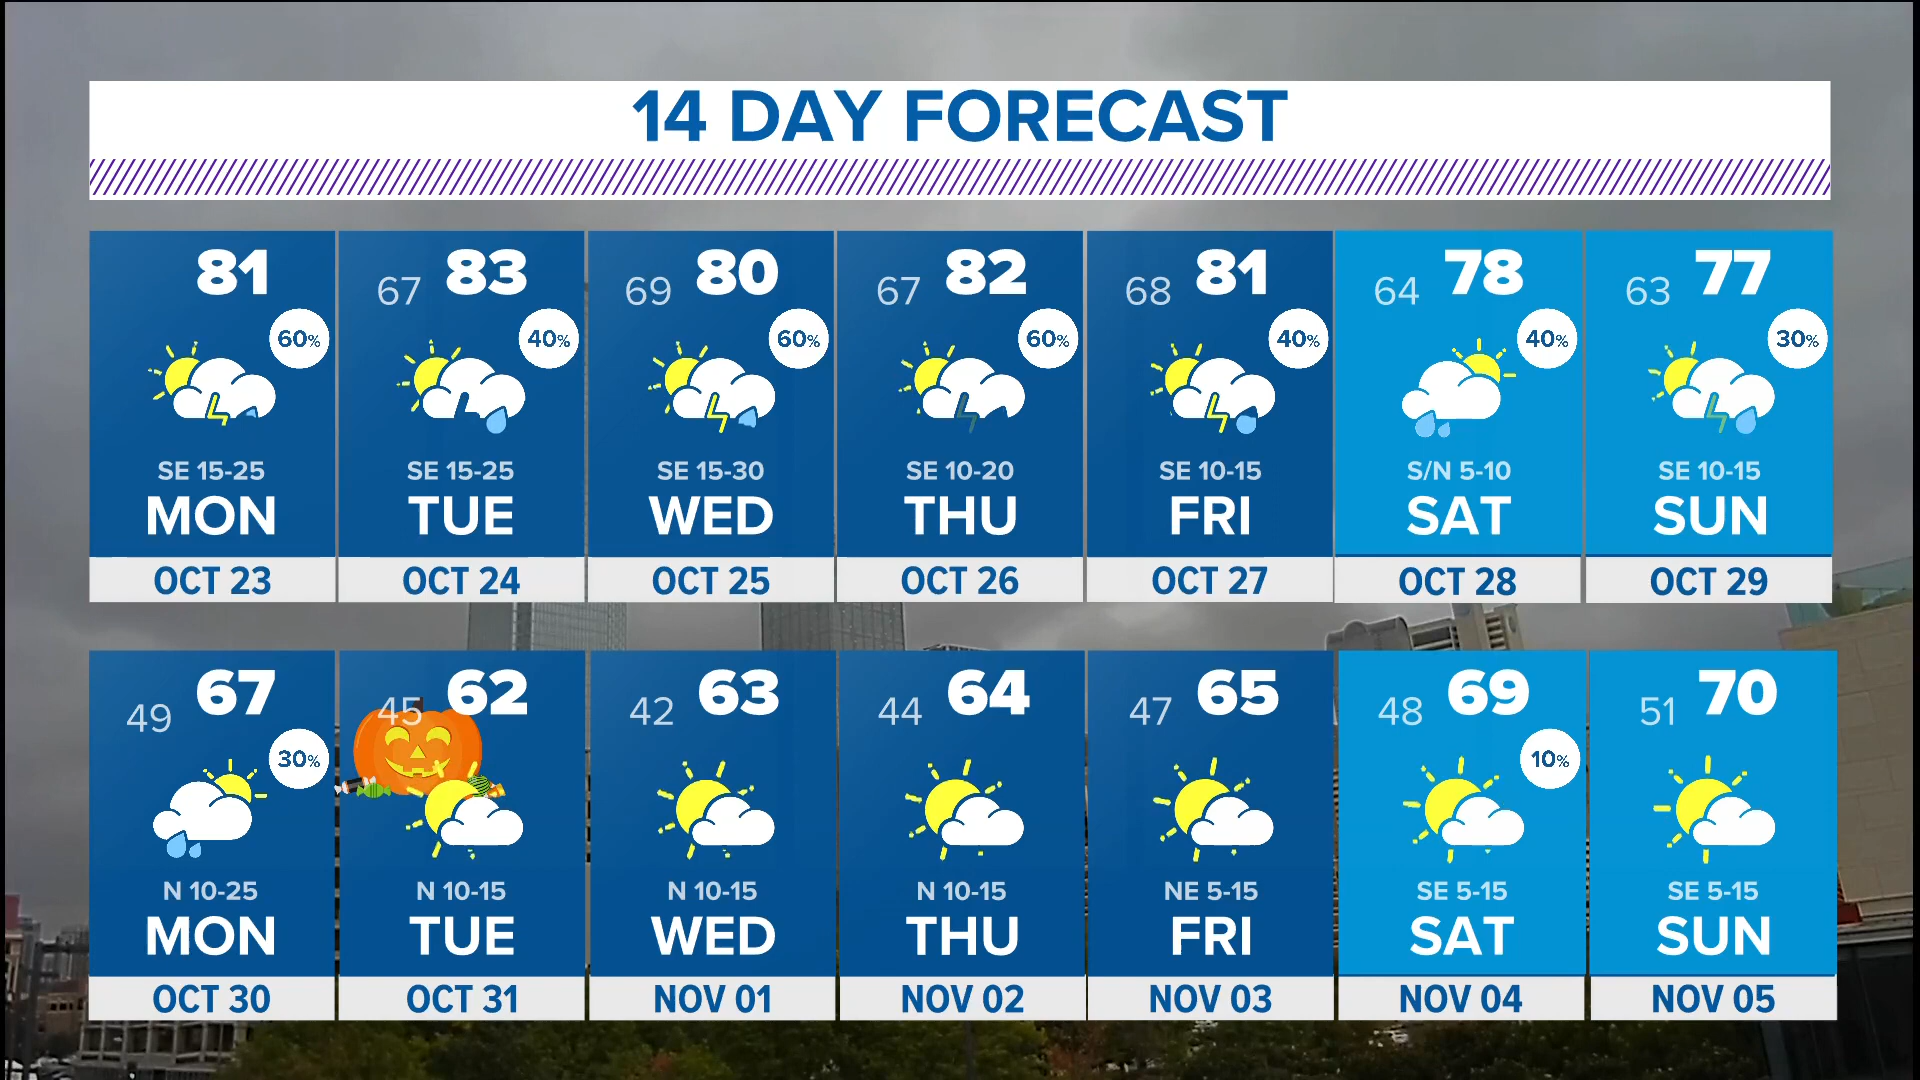 14 DAY FORECAST
81
67 83
69 80
67 82
68 81
64 78
63 77
60%
40%
60%
60%
40%
40%
30%
SE 15-25
SE 15-25
SE 15-30
SE 10-20
SE 10-15
S/N 5-10
SE 10-15
MON
TUE
WED
THU
FRI
SAT
SUN
OCT 23
OCT 24
OCT 25
OCT 26
OCT 27
OCT 28
OCT 29
49 67
45 62
42 63
44 64
47 65
48 69
51 70
30%
10%
N 10-25
N 10-15
N 10-15
N 10-15
NE 5-15
SE 5-15
SE 5-15
MON
TUE
WED
THU
FRI
SAT
SUN
OCT 30
OCT 31
NOV 01
NOV 02
NOV 03
NOV 04
NOV 05